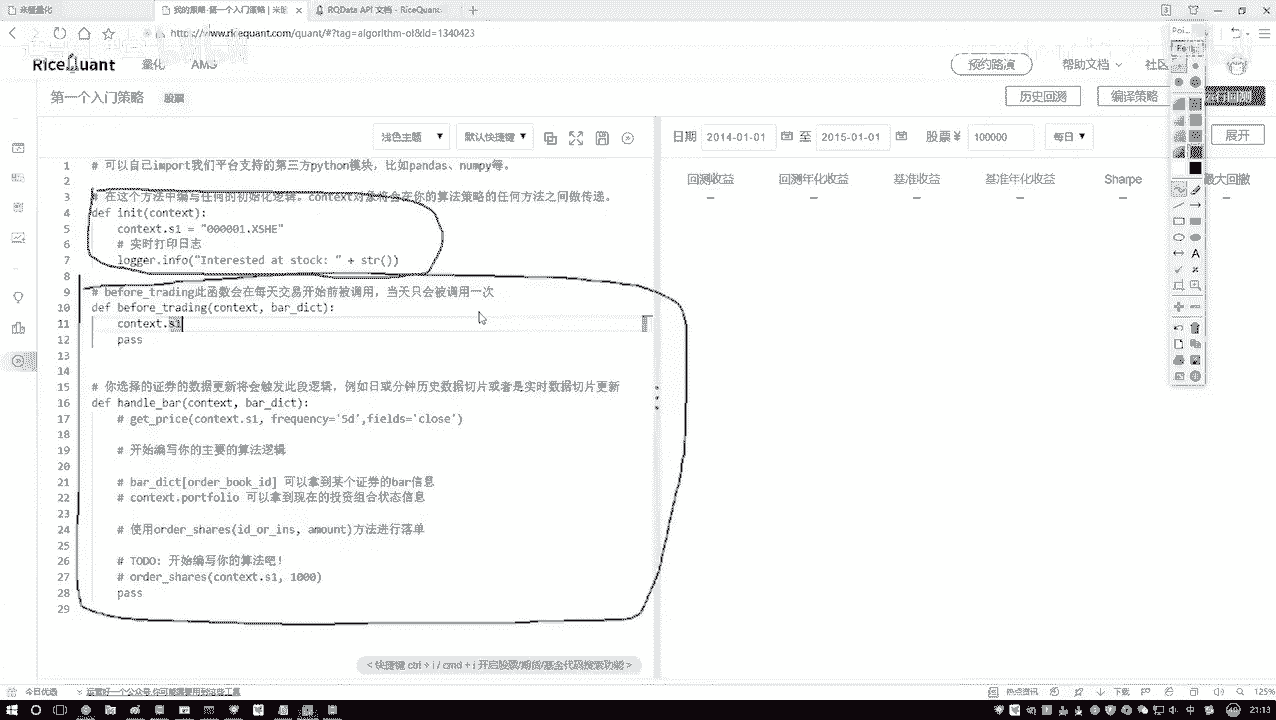 永恒量化
我的策略-第一个入门策略 | 米筐
RQData API 文档 - RiceQuant
http://www.ricequant.com/quant/#?tag=algorithm-ol&id=1340423
RiceQuant
量化
AMS
预约路演
帮助文档
社区
第一个入门策略
股票
历史回测
编译策略
浅色主题
默认快捷键
日期 2014-01-01 至 2015-01-01 股票 ¥ 100000 每日
展开
回测收益 回测年化收益 基准收益 基准年化收益 Sharpe 最大回撤
1 # 可以自己import我们平台支持的第三方python模块，比如pandas、numpy等。
2
3 # 在这个方法中编写任何的初始化逻辑。context对象将会在你的算法策略的任何方法之间做传递。
4 def init(context):
5 context.s1 = "000001.XSHE"
6 # 实时打印日志
7 logger.info("Interested at stock: " + str())
8
9 # before_trading此函数会在每天交易开始前被调用，当天只会被调用一次
10 def before_trading(context, bar_dict):
11 context.si
12 pass
13
14
15 # 你选择的证券的数据更新将会触发此段逻辑，例如日或分钟历史数据切片或者是实时数据切片更新
16 def handle_bar(context, bar_dict):
17 # get_price(context.s1, frequency='5d',fields='close')
18
19 # 开始编写你的主要的算法逻辑
20
21 # bar_dict[order_book_id] 可以拿到某个证券的bar信息
22 # context.portfolio 可以拿到现在的投资组合状态信息
23
24 # 使用order_shares(id_or_ins, amount)方法进行落单
25
26 # TODO: 开始编写你的算法吧！
27 # order_shares(context.s1, 1000)
28 pass
29
< 快捷键 ctrl + i / cmd + i 开启股票/期货/基金代码搜索功能 >
今日优选
热点资讯
下载
125%
21:13